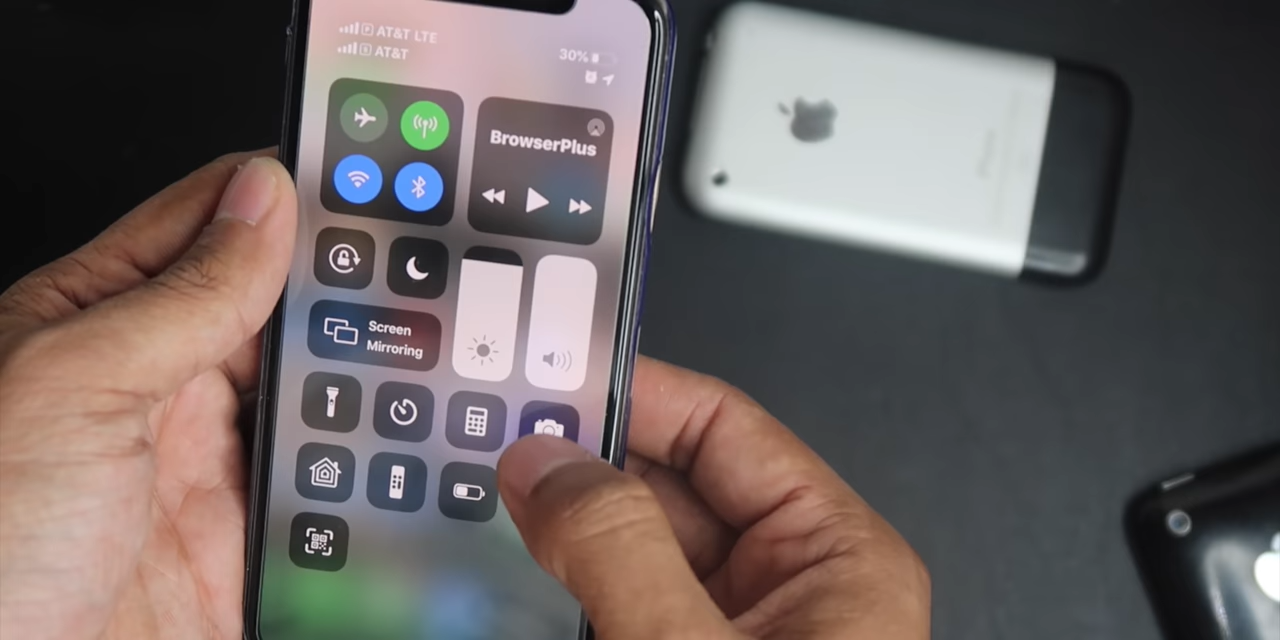 AT&T LTE
AT&T
30%
BrowserPlus
Screen
Mirroring